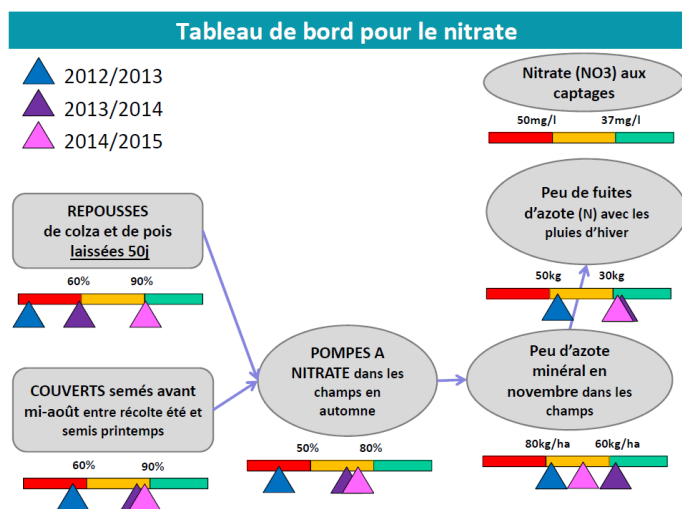 Tableau de bord pour le nitrate
2012/2013
2013/2014
2014/2015
Nitrate (NO3) aux
captages
50mg/l 37mg/l
Peu de fuites
d'azote (N) avec les
pluies d'hiver
50kg 30kg
REPOUSSES
de colza et de pois
laissées 50j
60% 90%
COUVERTS semés avant
mi-août entre récolte été et
semis printemps
60% 90%
POMPES A
NITRATE dans les
champs en
automne
50% 80%
Peu d'azote
minéral en
novembre dans les
champs
80kg/ha 60kg/ha